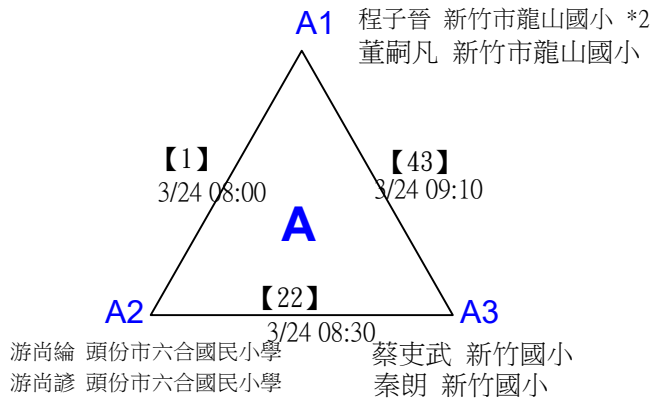 A1 程子晉 新竹市龍山國小 *2
董嗣凡 新竹市龍山國小
【1】
3/24 08:00
【43】
3/24 09:10
A
【22】
3/24 08:30
A2
A3
游尚綸 頭份市六合國民小學
游尚諺 頭份市六合國民小學
蔡吏武 新竹國小
秦朗 新竹國小